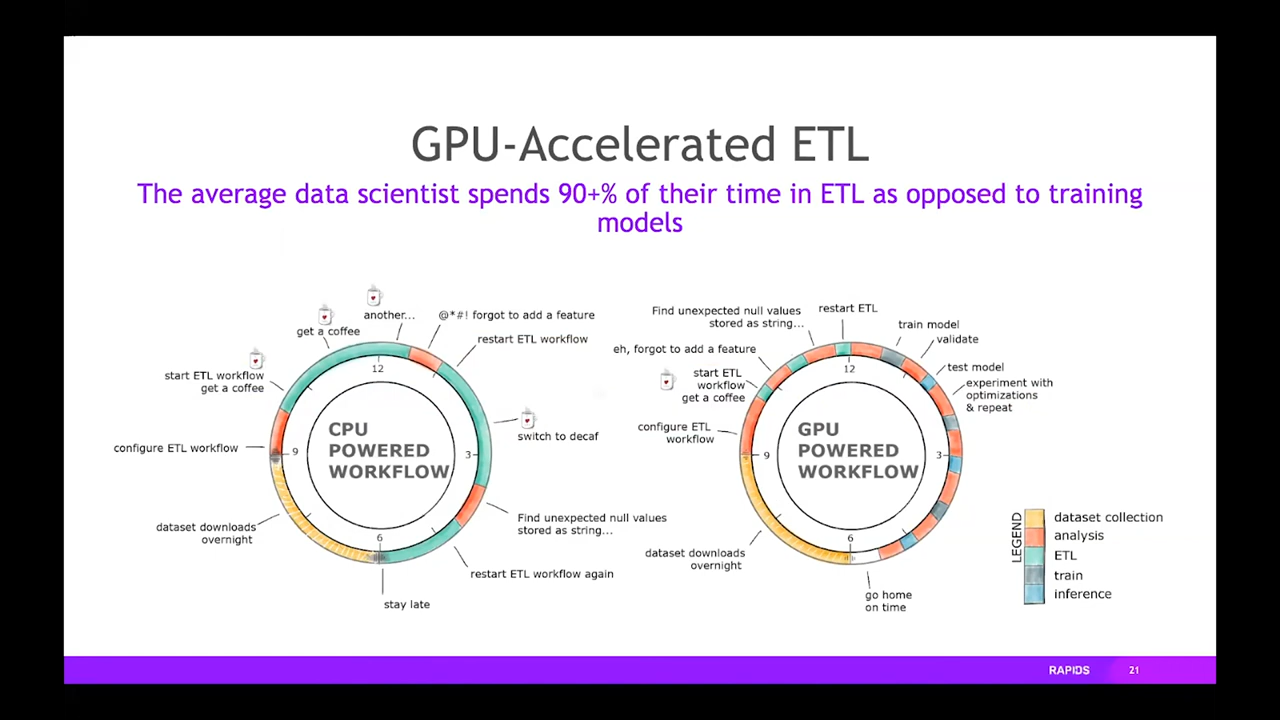 GPU-Accelerated ETL
The average data scientist spends 90+% of their time in ETL as opposed to training
models
another...
get a coffee
@*#! forgot to add a feature
restart ETL workflow
start ETL workflow
get a coffee
12
configure ETL workflow
9
CPU
POWERED
WORKFLOW
3
switch to decaf
dataset downloads
overnight
6
Find unexpected null values
stored as string...
restart ETL workflow again
stay late
Find unexpected null values
stored as string...
restart ETL
train model
validate
eh, forgot to add a feature
test model
start ETL
workflow
get a coffee
12
experiment with
optimizations
& repeat
configure ETL
workflow
9
GPU
POWERED
WORKFLOW
3
dataset downloads
overnight
6
go home
on time
LEGEND
dataset collection
analysis
ETL
train
inference
RAPIDS
21